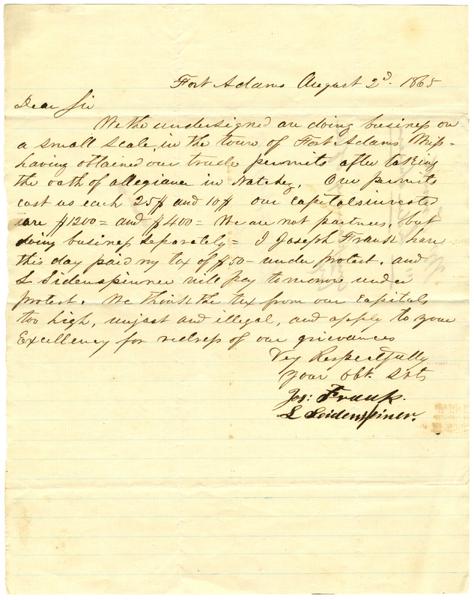 Fort Adams August 2d. 1865
Dear Sir
We the undersigned are doing business on
a small scale, in the town of Fort Adams, Miss-
having obtained our trade permits after taking
the oath of allegiance in Natchez, Our permits
cost us each 25$ and 10$ our capitals
are $1200= and $400= We are not partners, but
doing business seperately= I Joseph Frank have
this day paid my tax of $50- under protest, and
L Sidenspinner will pay tomorrow under
protest. We think the tax from our Capitals
too high, unjust and illegal, and apply to your
Excellency for redress of our grievances
Very Respectfully
Your Obt. Svts
Jos: Frank.
L Seidenspiner.